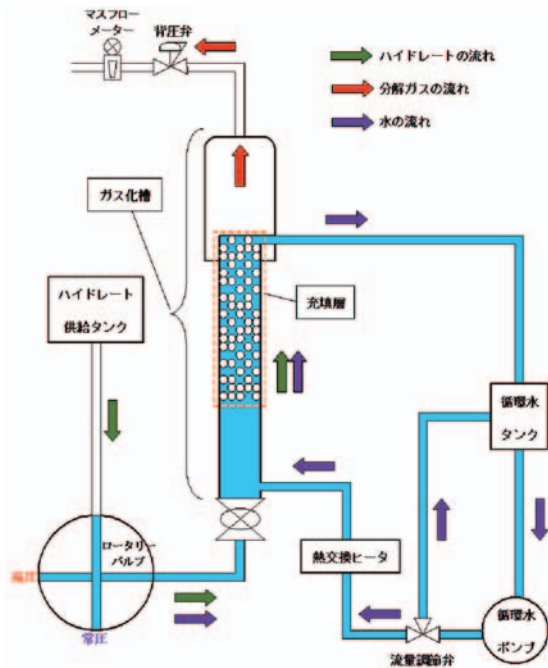 マスフロー
メーター
背圧弁
ハイドレートの流れ
分解ガスの流れ
水の流れ
ガス化槽
ハイドレート
供給タンク
充填層
循環水
タンク
ロータリー
バルブ
高圧
常圧
熱交換ヒータ
流量調節弁
循環水
ポンプ